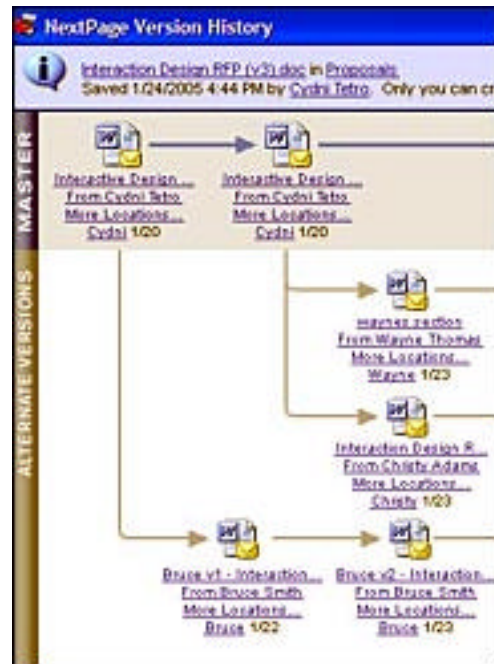 NextPage Version History
Interaction Design RFP (v3).doc in Proposals.
Saved 1/24/2005 4:44 PM by Cydni Tetro. Only you can cr
MASTER
Interactive Design ...
From Cydni Tetro
More Locations...
Cydni 1/20
Interactive Design ...
From Cydni Tetro
More Locations...
Cydni 1/20
ALTERNATE VERSIONS
waynes section
From Wayne Thomas
More Locations...
Wayne 1/23
Interaction Design R...
From Christy Adams
More Locations...
Christy 1/23
Bruce v1 - Interaction...
From Bruce Smith
More Locations...
Bruce 1/22
Bruce v2 - Interaction...
From Bruce Smith
More Locations...
Bruce 1/23